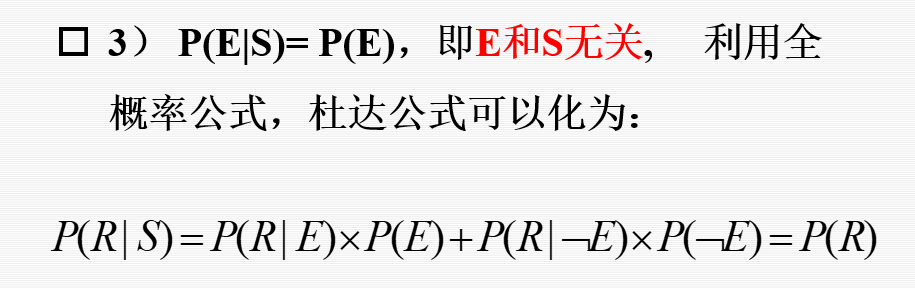 □ 3） P(E|S)= P(E)，即E和S无关, 利用全
概率公式，杜达公式可以化为：
P(R| S)=P(R| E)×P(E)+P(R|¬E)×P(¬E)=P(R)